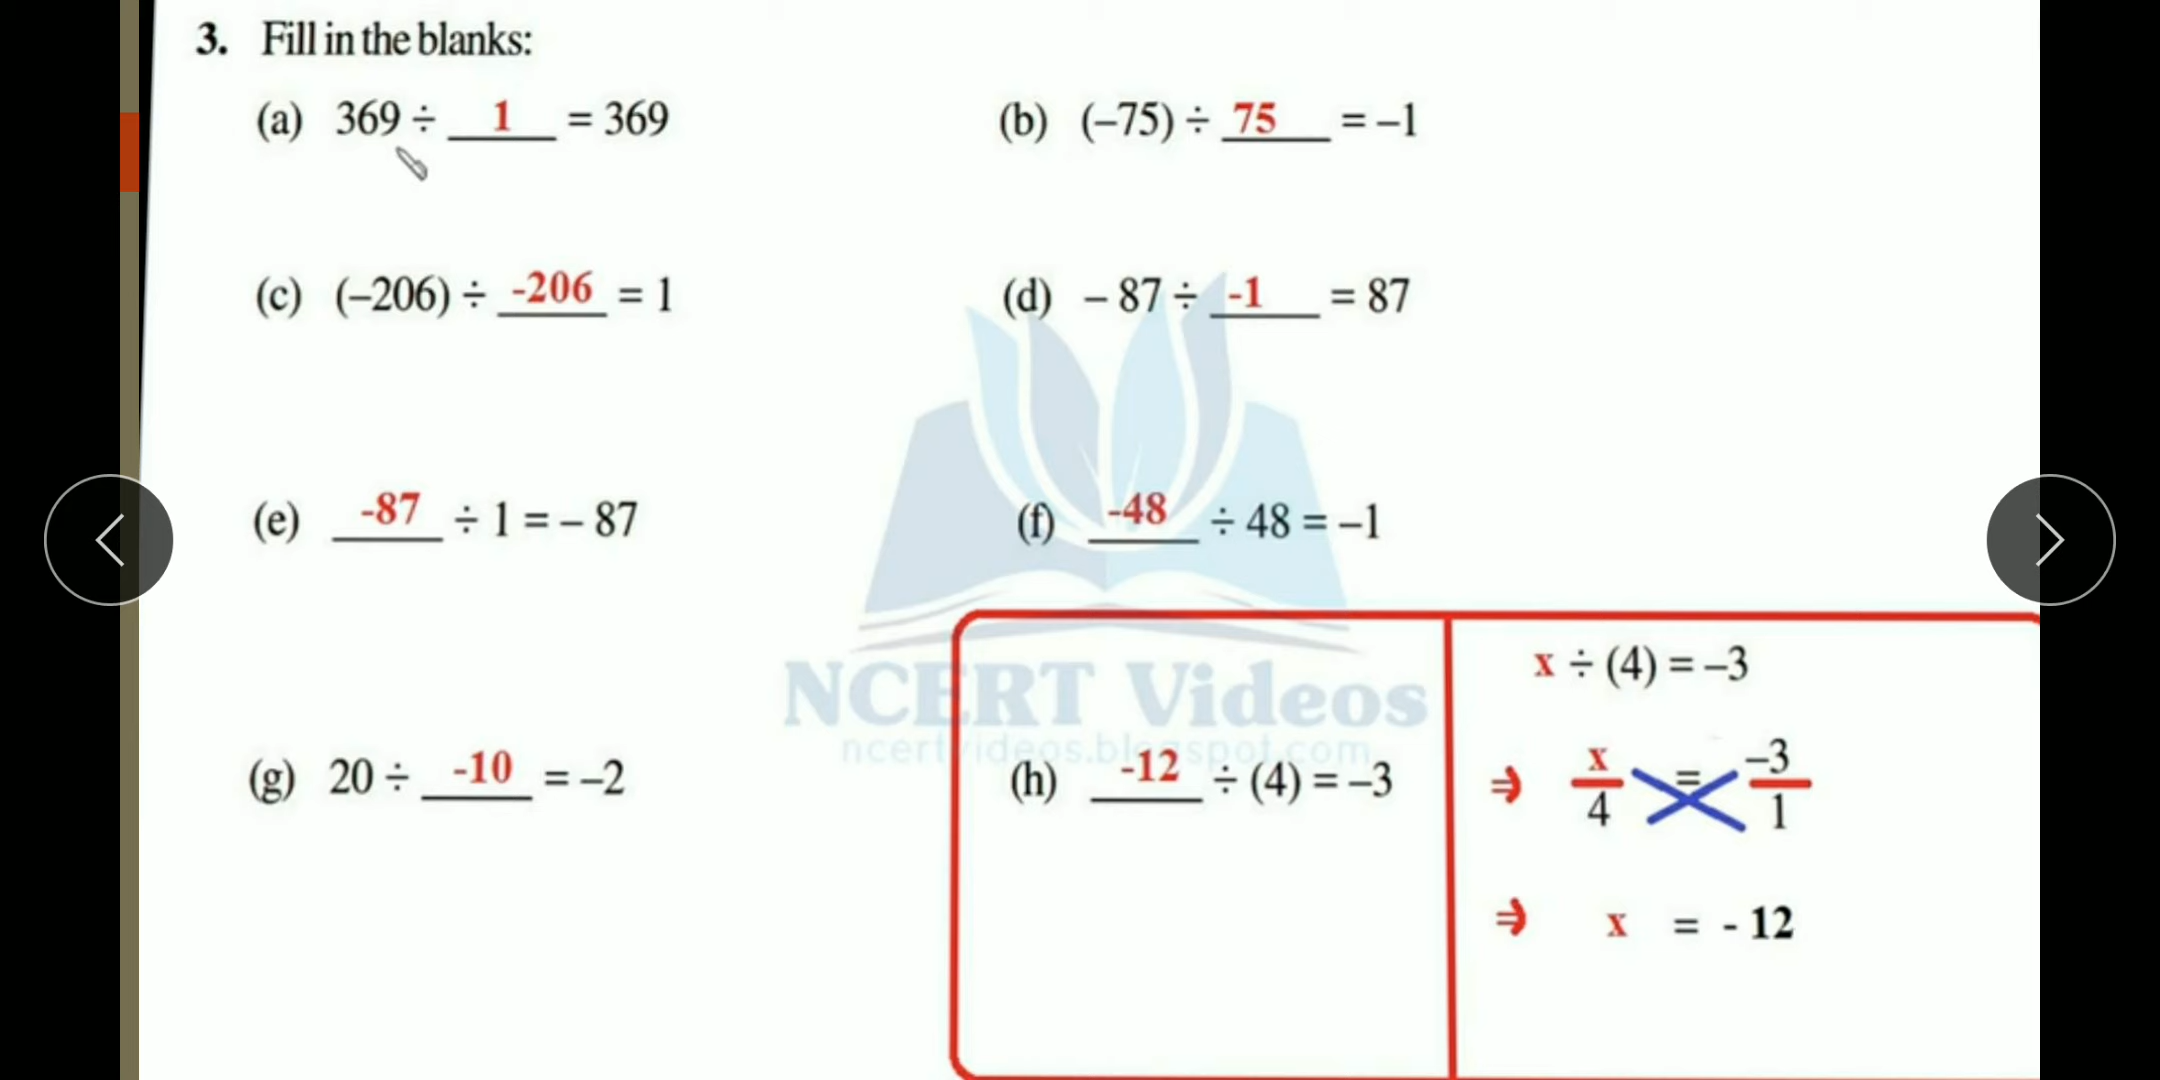 3. Fill in the blanks:
(a) 369 ÷ 1 = 369
(b) (–75) ÷ 75 = –1
(c) (–206) ÷ -206 = 1
(d) – 87 ÷ -1 = 87
(e) -87 ÷ 1 = – 87
(f) -48 ÷ 48 = –1
NCERT Videos
ncertvideos.blogspot.com
(g) 20 ÷ -10 = –2
(h) -12 ÷ (4) = –3
x ÷ (4) = –3
⇒ x/4 = –3/1
⇒ x = - 12